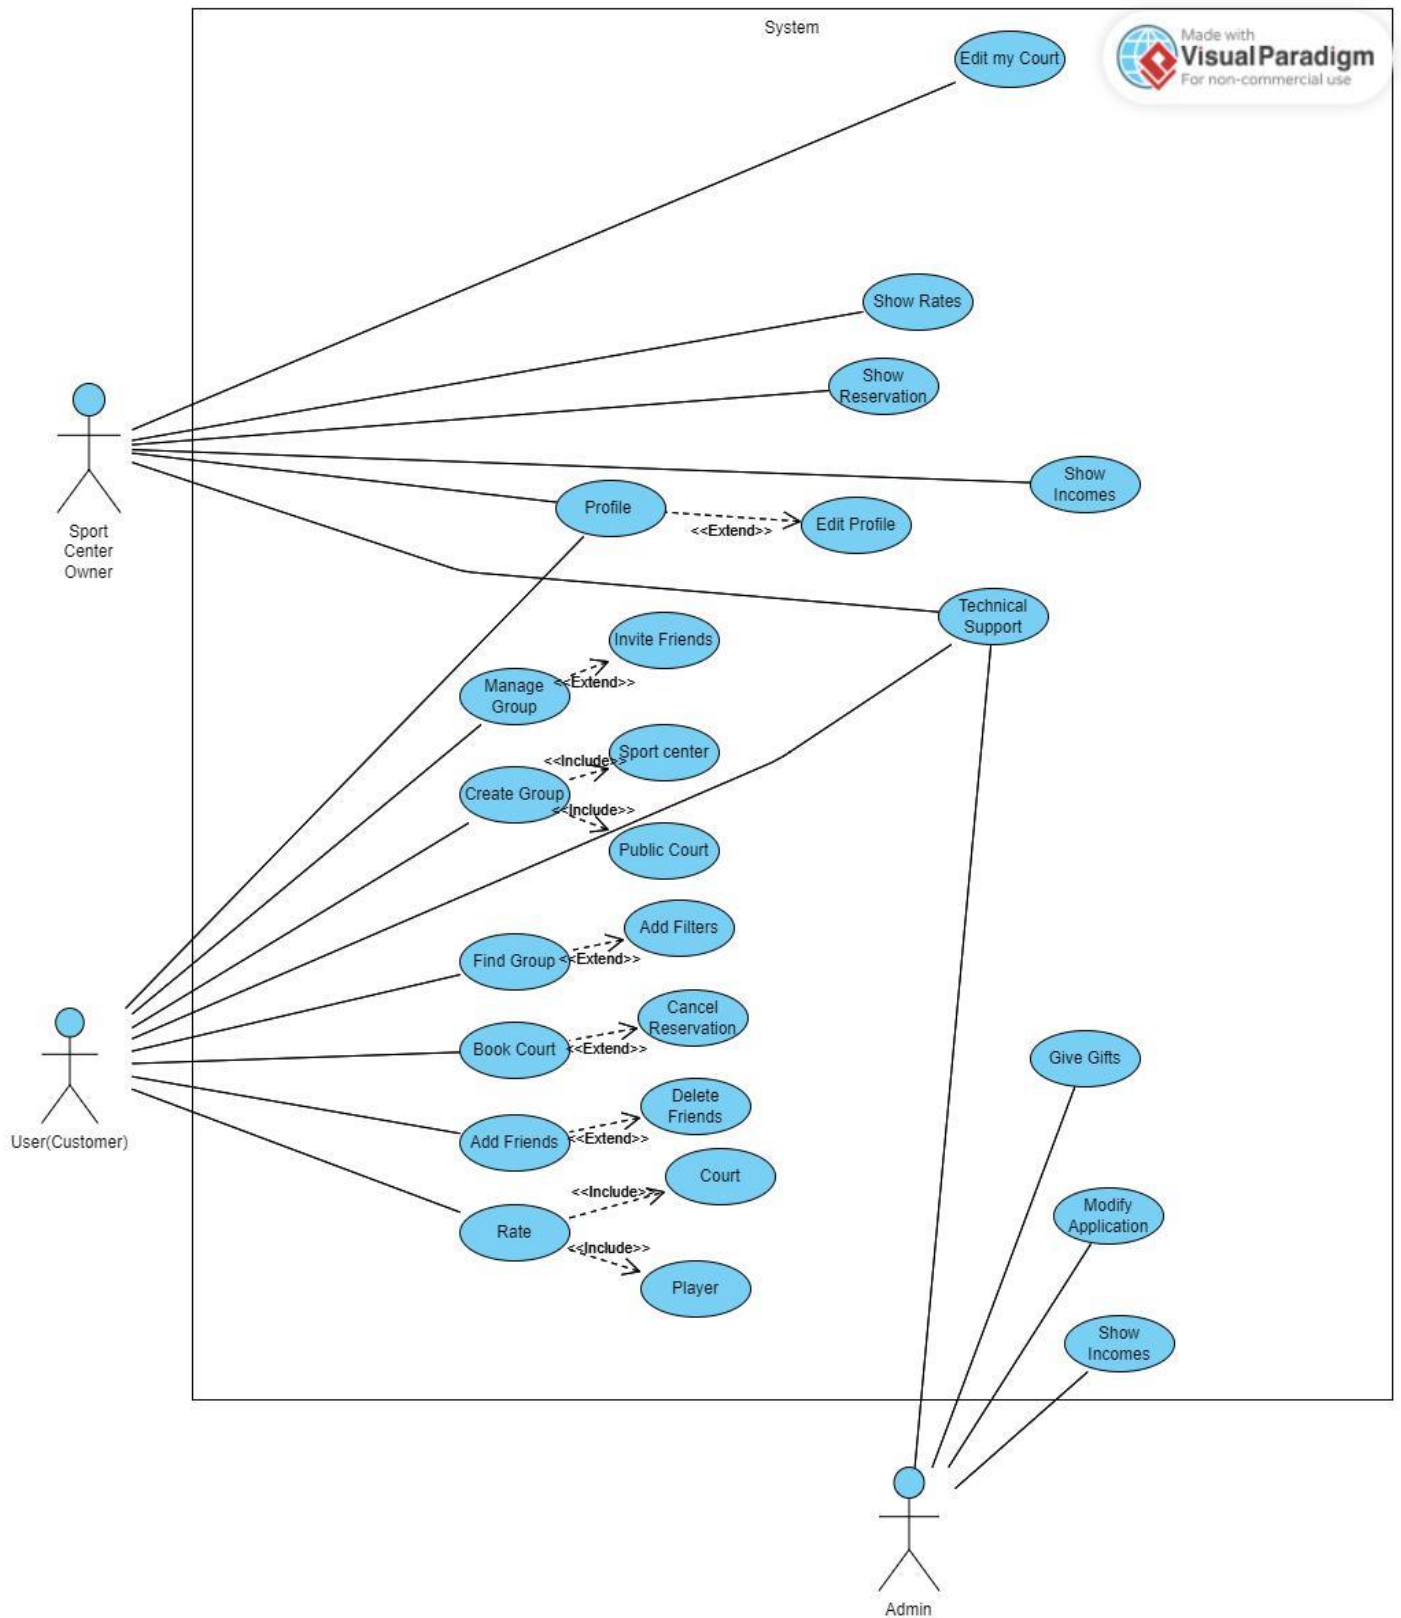 System
Made with
Visual Paradigm
For non-commercial use
Edit my Court
Show Rates
Show
Reservation
Show
Incomes
Profile
<<Extend>>
Edit Profile
Sport
Center
Owner
Technical
Support
Invite Friends
Manage
Group
<<Extend>>
Sport center
<<Include>>
Create Group
<<Include>>
Public Court
Add Filters
Find Group
<<Extend>>
Cancel
Reservation
Book Court
<<Extend>>
Give Gifts
Delete
Friends
Add Friends
<<Extend>>
User(Customer)
Court
<<Include>>
Rate
<<Include>>
Player
Modify
Application
Show
Incomes
Admin